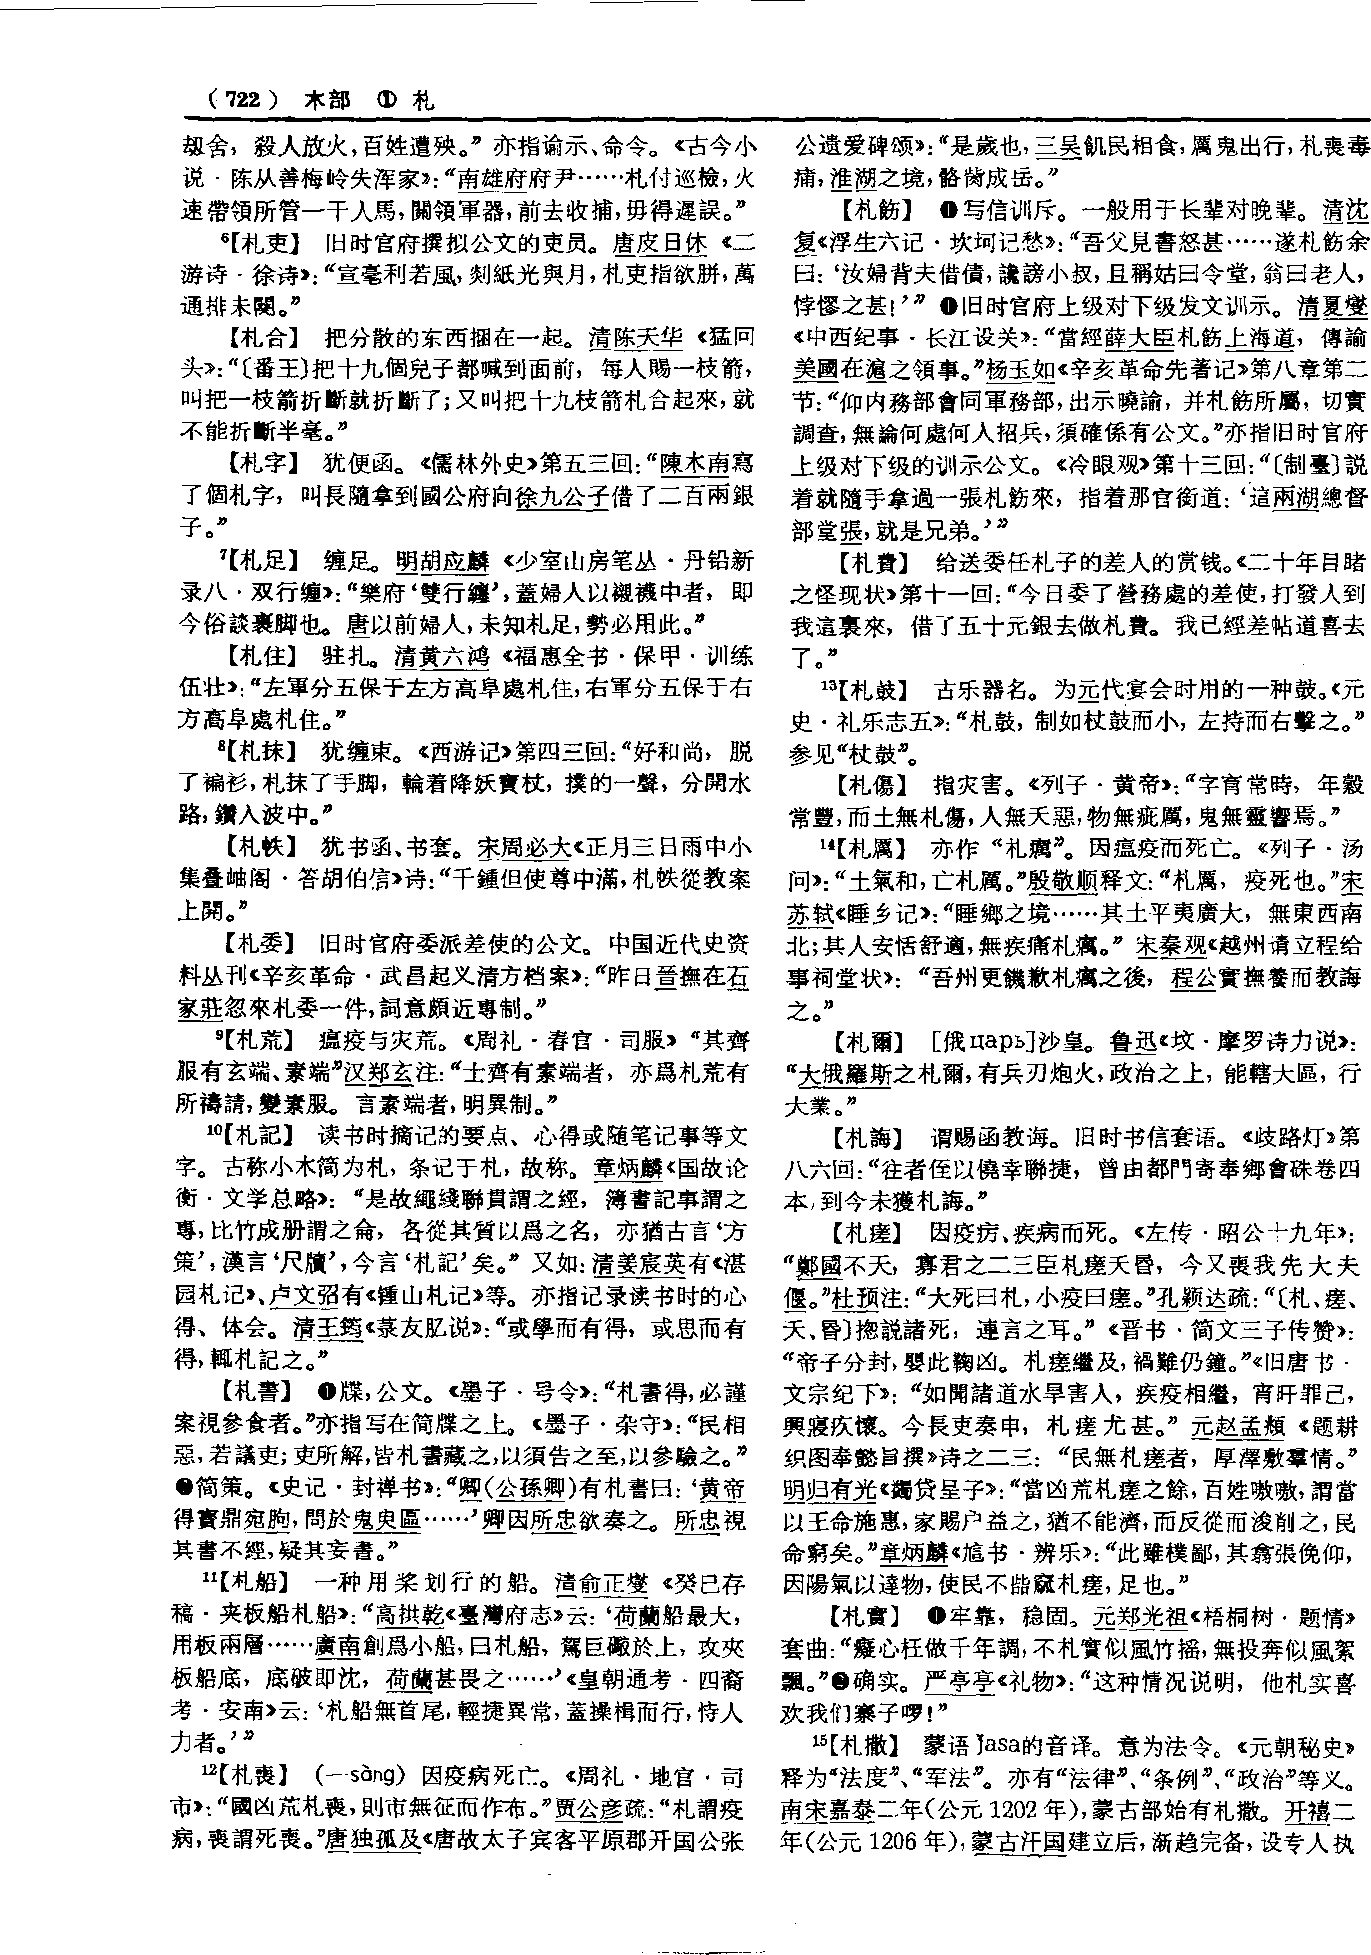 （722） 木部 ① 札
劫舍，殺人放火，百姓遭殃。”亦指谕示、命令。《古今小
说·陈从善梅岭失浑家》：“南雄府府尹……札付巡檢，火
速帶領所管一干人馬，關領軍器，前去收捕，毋得遲誤。”
⁶【札吏】 旧时官府撰拟公文的吏员。唐皮日休《二
游诗·徐诗》：“宣毫利若風，剡紙光與月，札吏指欲胼，萬
通排未闋。”
【札合】 把分散的东西捆在一起。清陈天华《猛回
头》：“〔番王〕把十九個兒子都喊到面前，每人賜一枝箭，
叫把一枝箭折斷就折斷了；又叫把十九枝箭札合起來，就
不能折斷半毫。”
【札字】 犹便函。《儒林外史》第五三回：“陳木南寫
了個札字，叫長隨拿到國公府向徐九公子借了二百兩銀
子。”
⁷【札足】 缠足。明胡应麟《少室山房笔丛·丹铅新
录八·双行缠》：“樂府‘雙行纏’，蓋婦人以襯襪中者，即
今俗談裹脚也。唐以前婦人，未知札足，勢必用此。”
【札住】 驻扎。清黄六鸿《福惠全书·保甲·训练
伍壮》：“左軍分五保于左方高阜處札住，右軍分五保于右
方高阜處札住。”
⁸【札抹】 犹缠束。《西游记》第四三回：“好和尚，脱
了褊衫，札抹了手脚，輪着降妖寶杖，撲的一聲，分開水
路，鑽入波中。”
【札帙】 犹书函、书套。宋周必大《正月三日雨中小
集叠岫阁·答胡伯信》诗：“千鍾但使尊中滿，札帙從教案
上開。”
【札委】 旧时官府委派差使的公文。中国近代史资
料丛刊《辛亥革命·武昌起义清方档案》：“昨日晉撫在石
家莊忽來札委一件，詞意頗近專制。”
⁹【札荒】 瘟疫与灾荒。《周礼·春官·司服》“其齊
服有玄端、素端”汉郑玄注：“士齊有素端者，亦爲札荒有
所禱請，變素服。言素端者，明異制。”
¹⁰【札記】 读书时摘记的要点、心得或随笔记事等文
字。古称小木简为札，条记于札，故称。章炳麟《国故论
衡·文学总略》：“是故繩綫聯貫謂之經，簿書記事謂之
專，比竹成册謂之侖，各從其質以爲之名，亦猶古言‘方
策’，漢言‘尺牘’，今言‘札記’矣。”又如：清姜宸英有《湛
园札记》、卢文弨有《锺山札记》等。亦指记录读书时的心
得、体会。清王筠《菉友肊说》：“或學而有得，或思而有
得，輒札記之。”
【札書】 ❶牒，公文。《墨子·号令》：“札書得，必謹
案視參食者。”亦指写在简牒之上。《墨子·杂守》：“民相
惡，若議吏；吏所解，皆札書藏之，以須告之至，以參驗之。”
❷简策。《史记·封禅书》：“卿（公孫卿）有札書曰：‘黄帝
得寶鼎宛朐，問於鬼臾區……’卿因所忠欲奏之。所忠視
其書不經，疑其妄書。”
¹¹【札船】 一种用桨划行的船。清俞正燮《癸巳存
稿·夹板船札船》：“高拱乾《臺灣府志》云：‘荷蘭船最大，
用板兩層……廣南創爲小船，曰札船，駕巨礮於上，攻夾
板船底，底破即沈，荷蘭甚畏之……’《皇朝通考·四裔
考·安南》云：‘札船無首尾，輕捷異常，蓋操楫而行，恃人
力者。’”
¹²【札喪】 （－sàng）因疫病死亡。《周礼·地官·司
市》：“國凶荒札喪，則市無征而作布。”贾公彦疏：“札謂疫
病，喪謂死喪。”唐独孤及《唐故太子宾客平原郡开国公张
公遗爱碑颂》：“是歲也，三吴飢民相食，厲鬼出行，札喪毒
痡，淮湖之境，骼胔成岳。”
【札飭】 ❶写信训斥。一般用于长辈对晚辈。清沈
复《浮生六记·坎坷记愁》：“吾父見書怒甚……遂札飭余
曰：‘汝婦背夫借債，讒謗小叔，且稱姑曰令堂，翁曰老人，
悖謬之甚！’”❶旧时官府上级对下级发文训示。清夏燮
《中西纪事·长江设关》：“當經薛大臣札飭上海道，傳諭
美國在滬之領事。”杨玉如《辛亥革命先著记》第八章第二
节：“仰内務部會同軍務部，出示曉諭，并札飭所屬，切實
調查，無論何處何人招兵，須確係有公文。”亦指旧时官府
上级对下级的训示公文。《冷眼观》第十三回：“〔制臺〕説
着就隨手拿過一張札飭來，指着那官銜道：‘這兩湖總督
部堂張，就是兄弟。’”
【札費】 给送委任札子的差人的赏钱。《二十年目睹
之怪现状》第十一回：“今日委了營務處的差使，打發人到
我這裏來，借了五十元銀去做札費。我已經差帖道喜去
了。”
¹³【札鼓】 古乐器名。为元代宴会时用的一种鼓。《元
史·礼乐志五》：“札鼓，制如杖鼓而小，左持而右擊之。”
参见“杖鼓”。
【札傷】 指灾害。《列子·黄帝》：“字育常時，年穀
常豐，而土無札傷，人無夭惡，物無疵厲，鬼無靈響焉。”
¹⁴【札厲】 亦作“札癘”。因瘟疫而死亡。《列子·汤
问》：“土氣和，亡札厲。”殷敬顺释文：“札厲，疫死也。”宋
苏轼《睡乡记》：“睡鄉之境……其土平夷廣大，無東西南
北；其人安恬舒適，無疾痛札癘。”宋秦观《越州请立程给
事祠堂状》：“吾州更饑歉札癘之後，程公實撫養而教誨
之。”
【札爾】 ［俄царь］沙皇。鲁迅《坟·摩罗诗力说》：
“大俄羅斯之札爾，有兵刃炮火，政治之上，能轄大區，行
大業。”
【札誨】 谓赐函教诲。旧时书信套语。《歧路灯》第
八六回：“往者侄以僥幸聯捷，曾由都門寄奉鄉會硃卷四
本，到今未獲札誨。”
【札瘥】 因疫疠、疾病而死。《左传·昭公十九年》：
“鄭國不天，寡君之二三臣札瘥夭昏，今又喪我先大夫
偃。”杜预注：“大死曰札，小疫曰瘥。”孔颖达疏：“〔札、瘥、
夭、昏〕揔説諸死，連言之耳。”《晋书·简文三子传赞》：
“帝子分封，嬰此鞠凶。札瘥繼及，禍難仍鍾。”《旧唐书·
文宗纪下》：“如聞諸道水旱害人，疾疫相繼，宵旰罪己，
興寢疚懷。今長吏奏申，札瘥尤甚。”元赵孟頫《题耕
织图奉懿旨撰》诗之二三：“民無札瘥者，厚澤敷羣情。”
明归有光《蠲贷呈子》：“當凶荒札瘥之餘，百姓嗷嗷，謂當
以王命施惠，家賜户益之，猶不能濟，而反從而浚削之，民
命窮矣。”章炳麟《訄书·辨乐》：“此雖樸鄙，其翕張俛仰，
因陽氣以達物，使民不呰窳札瘥，足也。”
【札實】 ❶牢靠，稳固。元郑光祖《梧桐树·题情》
套曲：“癡心枉做千年調，不札實似風竹摇，無投奔似風絮
飄。”❷确实。严亭亭《礼物》：“这种情况说明，他札实喜
欢我们寨子啰！”
¹⁵【札撒】 蒙语Jasa的音译。意为法令。《元朝秘史》
释为“法度”、“军法”。亦有“法律”、“条例”、“政治”等义。
南宋嘉泰二年（公元1202年），蒙古部始有札撒。开禧二
年（公元1206年），蒙古汗国建立后，渐趋完备，设专人执